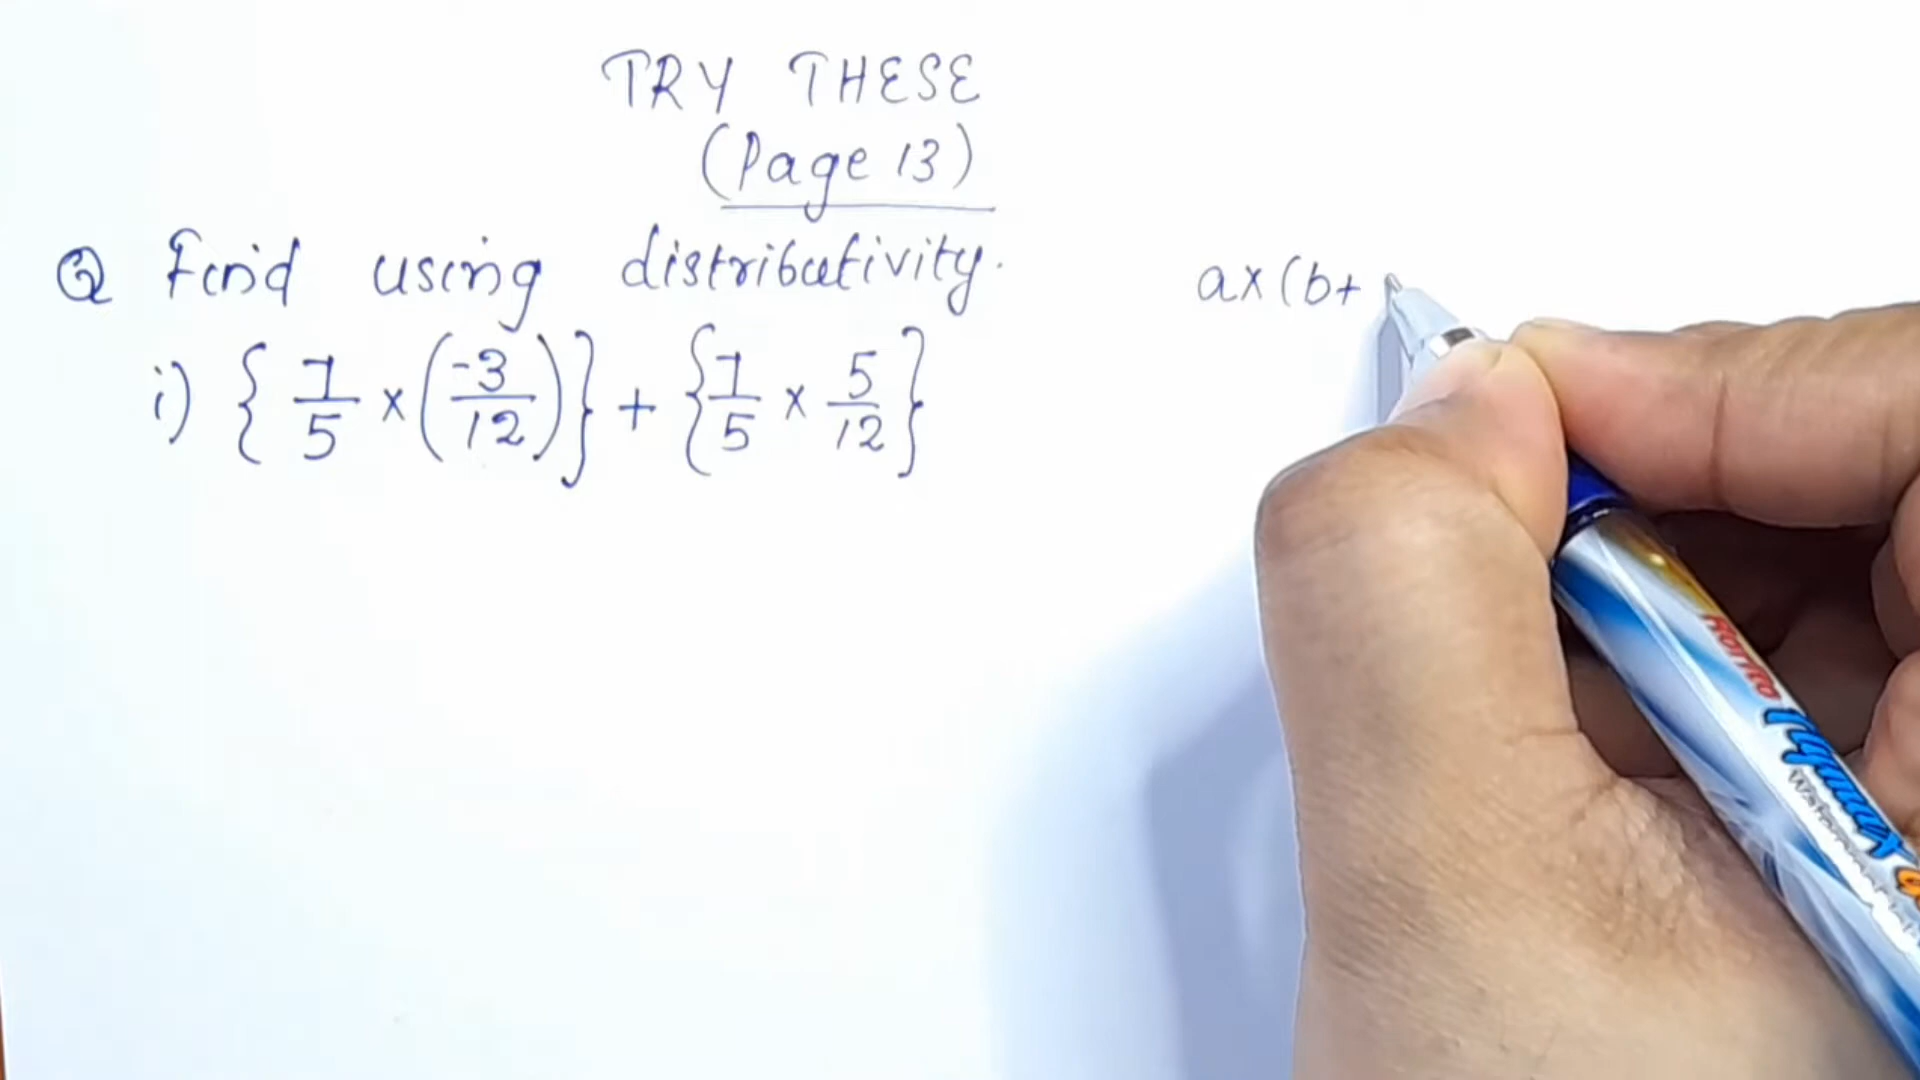 TRY THESE
(Page 13)
Q Find using distributivity.
a×(b+
i) { 7/5 × (-3/12)} + {7/5 × 5/12}